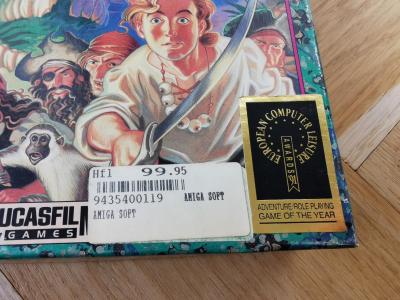 Hfl 99.95
9435400119 AMIGA SOFT
AMIGA SOFT
UCASFIL
GAMES
EUROPEAN COMPUTER LEISURE
AWARDS
ADVENTURE/ROLE PLAYING
GAME OF THE YEAR